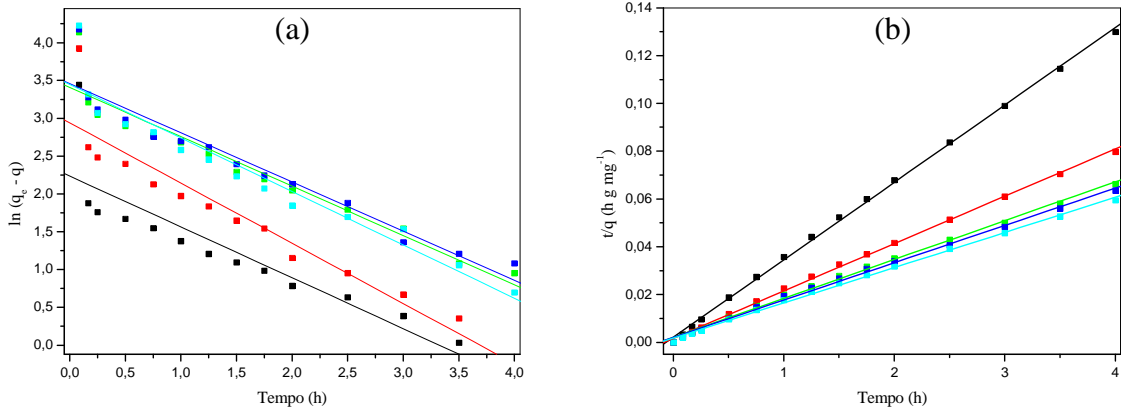 (a)
ln (q_e - q)
4,0
3,5
3,0
2,5
2,0
1,5
1,0
0,5
0,0
0,0 0,5 1,0 1,5 2,0 2,5 3,0 3,5 4,0
Tempo (h)
(b)
t/q (h g mg⁻¹)
0,14
0,12
0,10
0,08
0,06
0,04
0,02
0,00
0 1 2 3 4
Tempo (h)